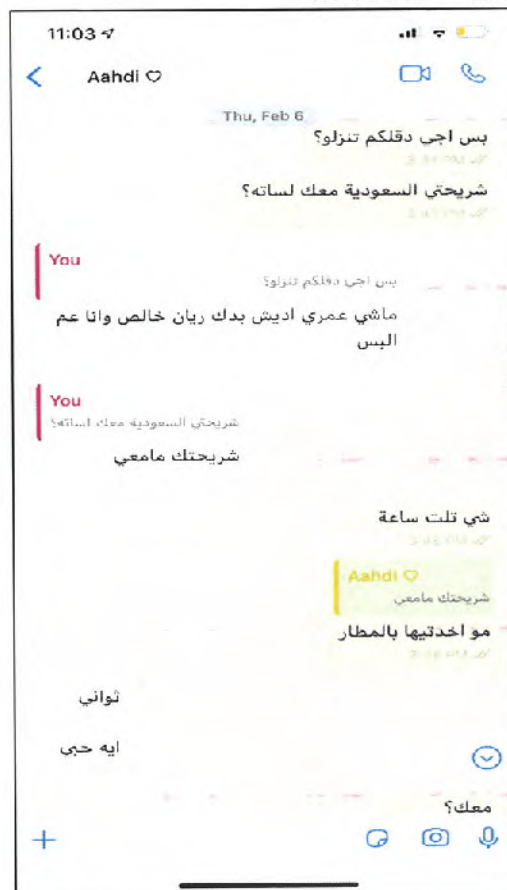 11:03
Aahdi ♡
Thu, Feb 6
بس اجي دقلكم تنزلو؟
شريحتي السعودية معك لساته؟
You
بس اجي دقلكم تنزلو؟
ماشي عمري اديش بدك ريان خالص وانا عم
البس
You
شريحتي السعودية معك لساته؟
شريحتك مامعي
شي تلت ساعة
Aahdi ♡
شريحتك مامعي
مو اخدتيها بالمطار
ثواني
ايه حبي
معك؟